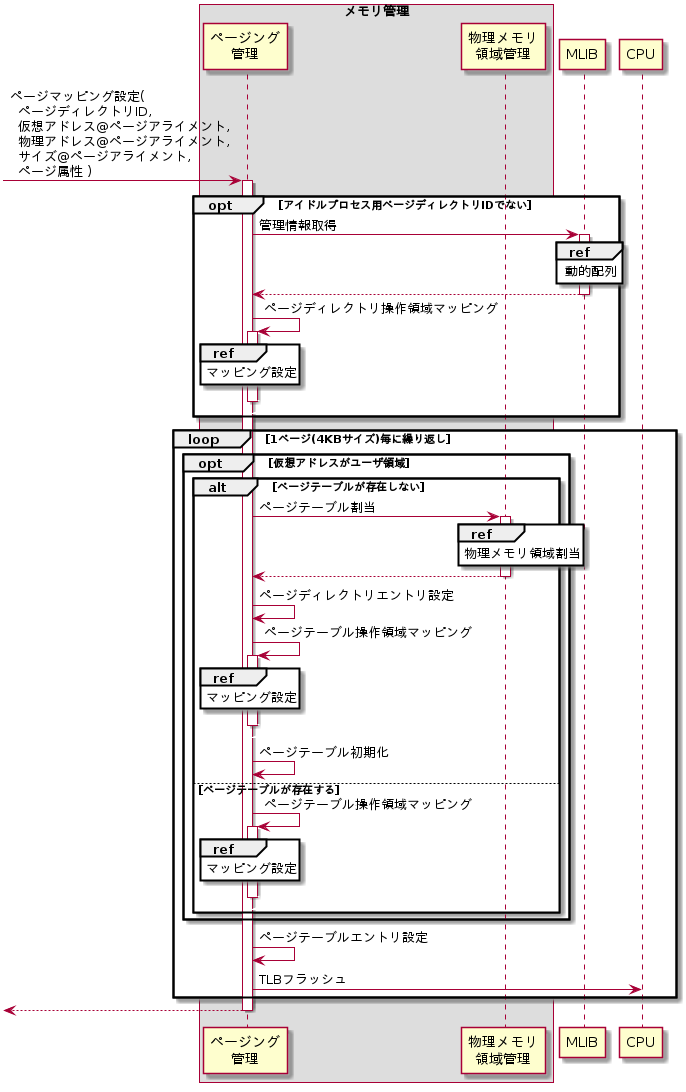 メモリ管理
ページング
管理
物理メモリ
領域管理
MLIB
CPU
ページマッピング設定(
ページディレクトリID,
仮想アドレス@ページアライメント,
物理アドレス@ページアライメント,
サイズ@ページアライメント,
ページ属性 )
opt [アイドルプロセス用ページディレクトリIDでない]
管理情報取得
ref
動的配列
ページディレクトリ操作領域マッピング
ref
マッピング設定
loop [1ページ(4KBサイズ)毎に繰り返し]
opt [仮想アドレスがユーザ領域]
alt [ページテーブルが存在しない]
ページテーブル割当
ref
物理メモリ領域割当
ページディレクトリエントリ設定
ページテーブル操作領域マッピング
ref
マッピング設定
ページテーブル初期化
[ページテーブルが存在する]
ページテーブル操作領域マッピング
ref
マッピング設定
ページテーブルエントリ設定
TLBフラッシュ
ページング
管理
物理メモリ
領域管理
MLIB
CPU